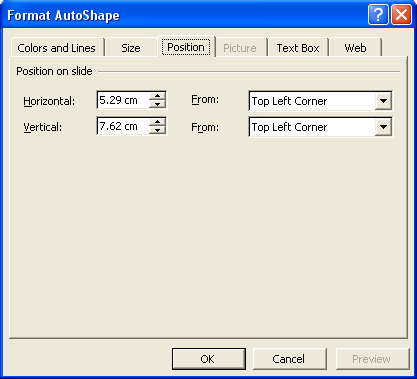 Format AutoShape
Colors and Lines Size Position Picture Text Box Web
Position on slide
Horizontal: 5.29 cm From: Top Left Corner
Vertical: 7.62 cm From: Top Left Corner
OK Cancel Preview